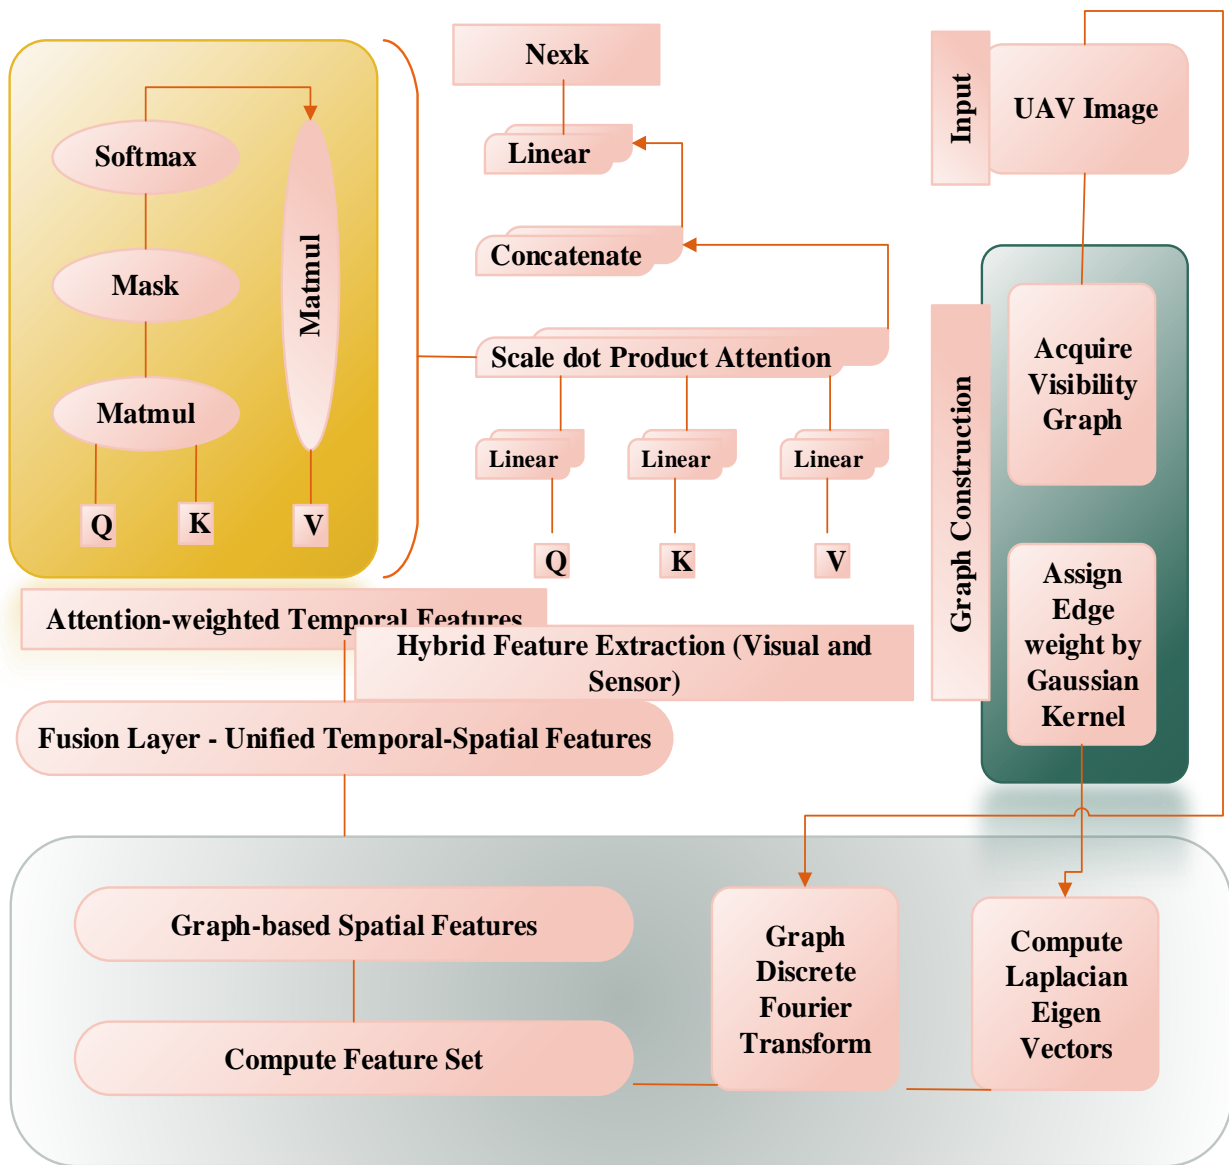 Softmax
Mask
Matmul
Q
K
V
Matmul
Nexk
Linear
Concatenate
Scale dot Product Attention
Linear
Linear
Linear
Q
K
V
Input
UAV Image
Graph Construction
Acquire
Visibility
Graph
Assign
Edge
weight by
Gaussian
Kernel
Attention-weighted Temporal Features
Hybrid Feature Extraction (Visual and
Sensor)
Fusion Layer - Unified Temporal-Spatial Features
Graph-based Spatial Features
Compute Feature Set
Graph
Discrete
Fourier
Transform
Compute
Laplacian
Eigen
Vectors